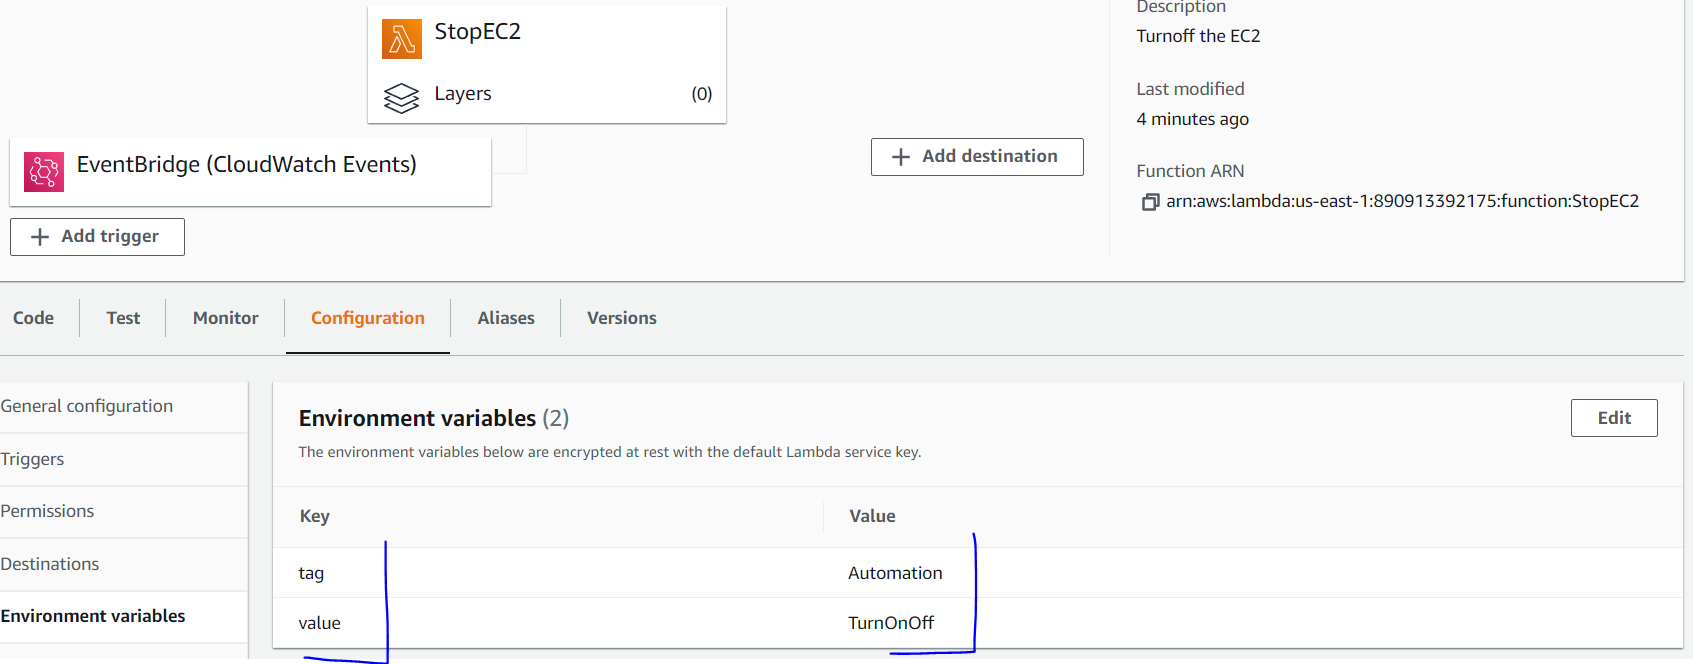 StopEC2
Layers
(0)
EventBridge (CloudWatch Events)
Add trigger
Add destination
Description
Turnoff the EC2
Last modified
4 minutes ago
Function ARN
arn:aws:lambda:us-east-1:890913392175:function:StopEC2
Code
Test
Monitor
Configuration
Aliases
Versions
General configuration
Triggers
Permissions
Destinations
Environment variables
Environment variables (2)
Edit
The environment variables below are encrypted at rest with the default Lambda service key.
Key
Value
tag
Automation
value
TurnOnOff